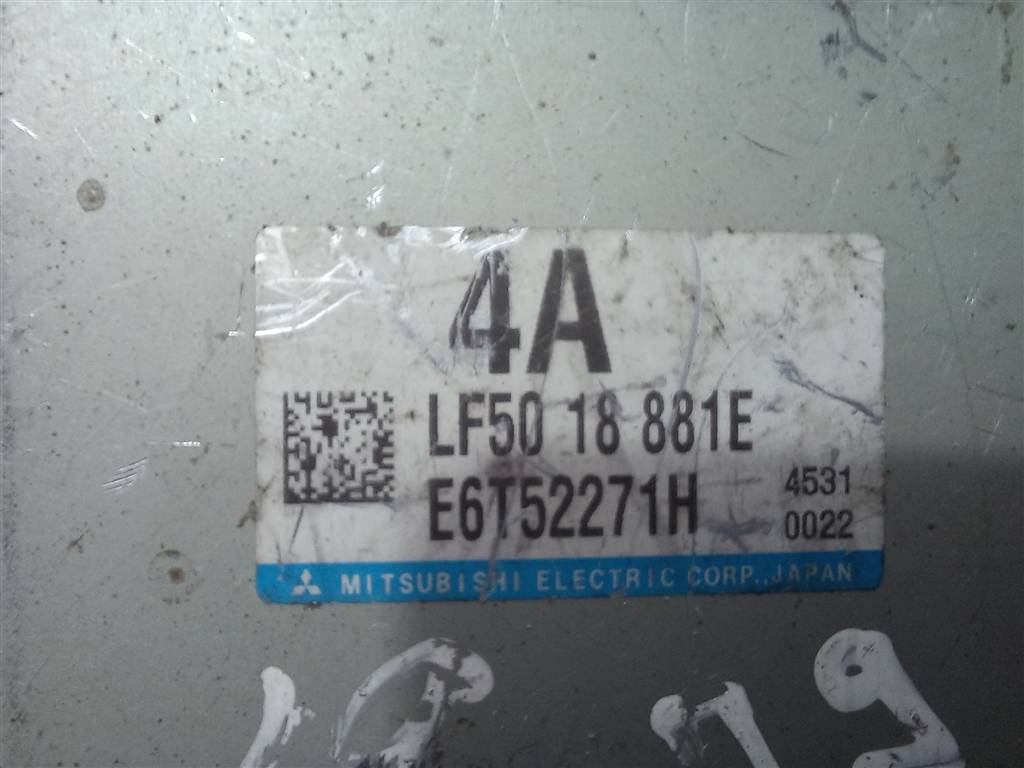 4A
LF50 18 881E
E6T52271H
4531
0022
MITSUBISHI ELECTRIC CORP., JAPAN